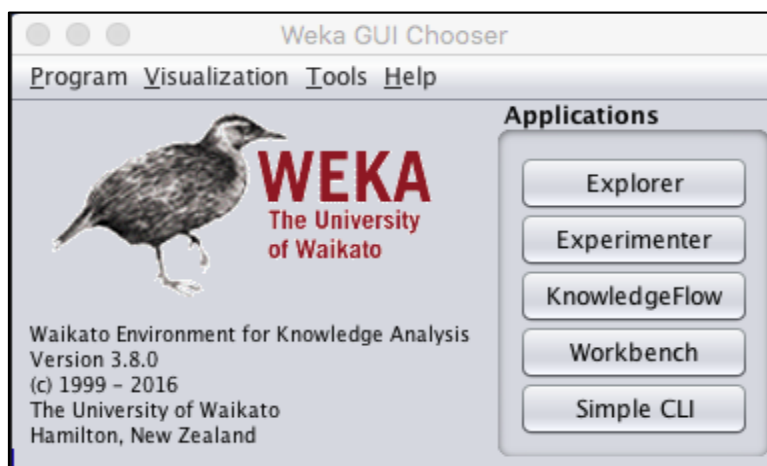 Weka GUI Chooser
Program Visualization Tools Help
WEKA
The University
of Waikato
Waikato Environment for Knowledge Analysis
Version 3.8.0
(c) 1999 - 2016
The University of Waikato
Hamilton, New Zealand
Applications
Explorer
Experimenter
KnowledgeFlow
Workbench
Simple CLI